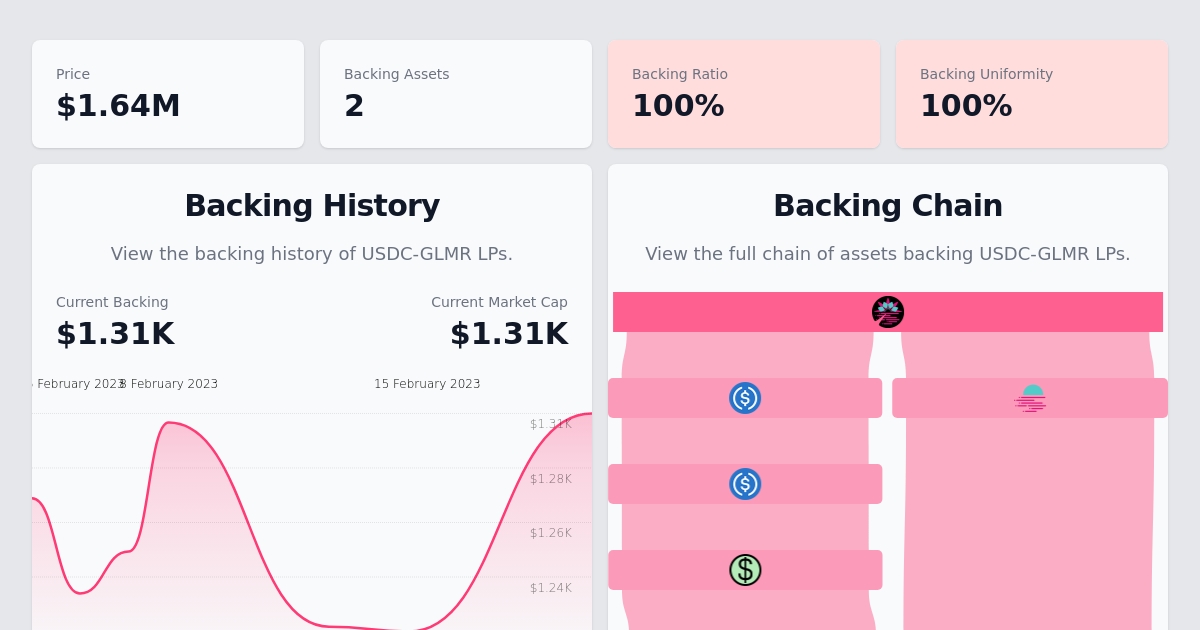 Price
$1.64M
Backing Assets
2
Backing Ratio
100%
Backing Uniformity
100%
Backing History
View the backing history of USDC-GLMR LPs.
Current Backing
$1.31K
Current Market Cap
$1.31K
February 2023
8 February 2023
15 February 2023
$1.31K
$1.28K
$1.26K
$1.24K
Backing Chain
View the full chain of assets backing USDC-GLMR LPs.
$
$
$